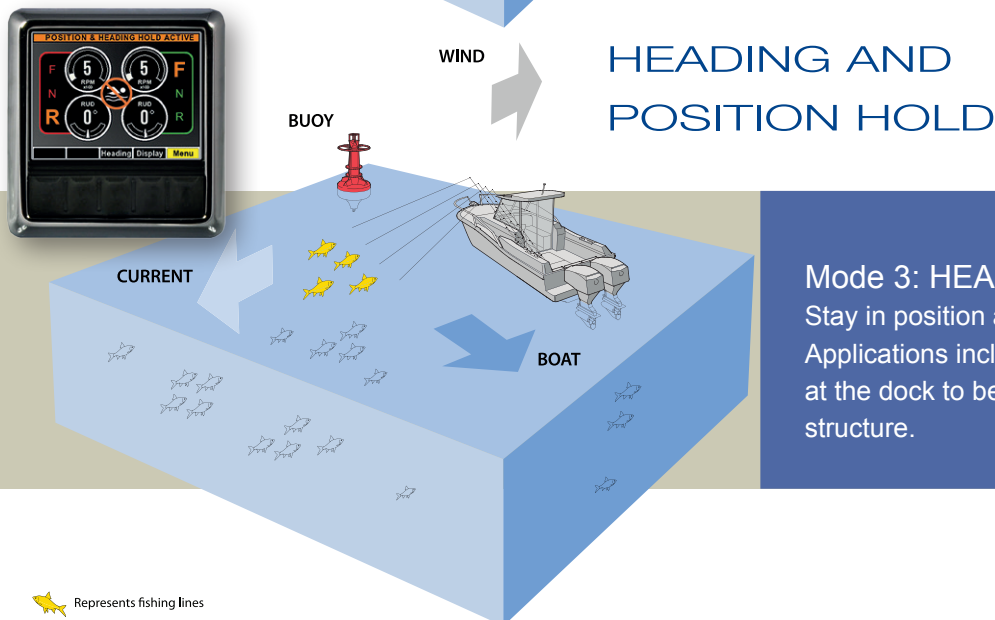 POSITION & HEADING HOLD ACTIVE
F
N
R
5
RPM
x100
5
RPM
x100
RUD
0°
RUD
0°
F
N
R
Heading Display Menu
WIND
HEADING AND
POSITION HOLD
BUOY
CURRENT
BOAT
Mode 3: HEA
Stay in position a
Applications incl
at the dock to be
structure.
Represents fishing lines